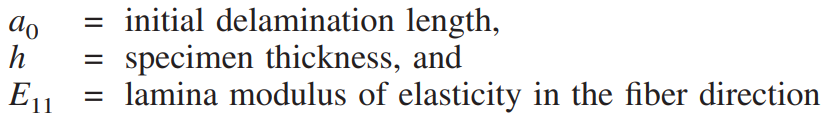 a₀ = initial delamination length,
h = specimen thickness, and
E₁₁ = lamina modulus of elasticity in the fiber direction